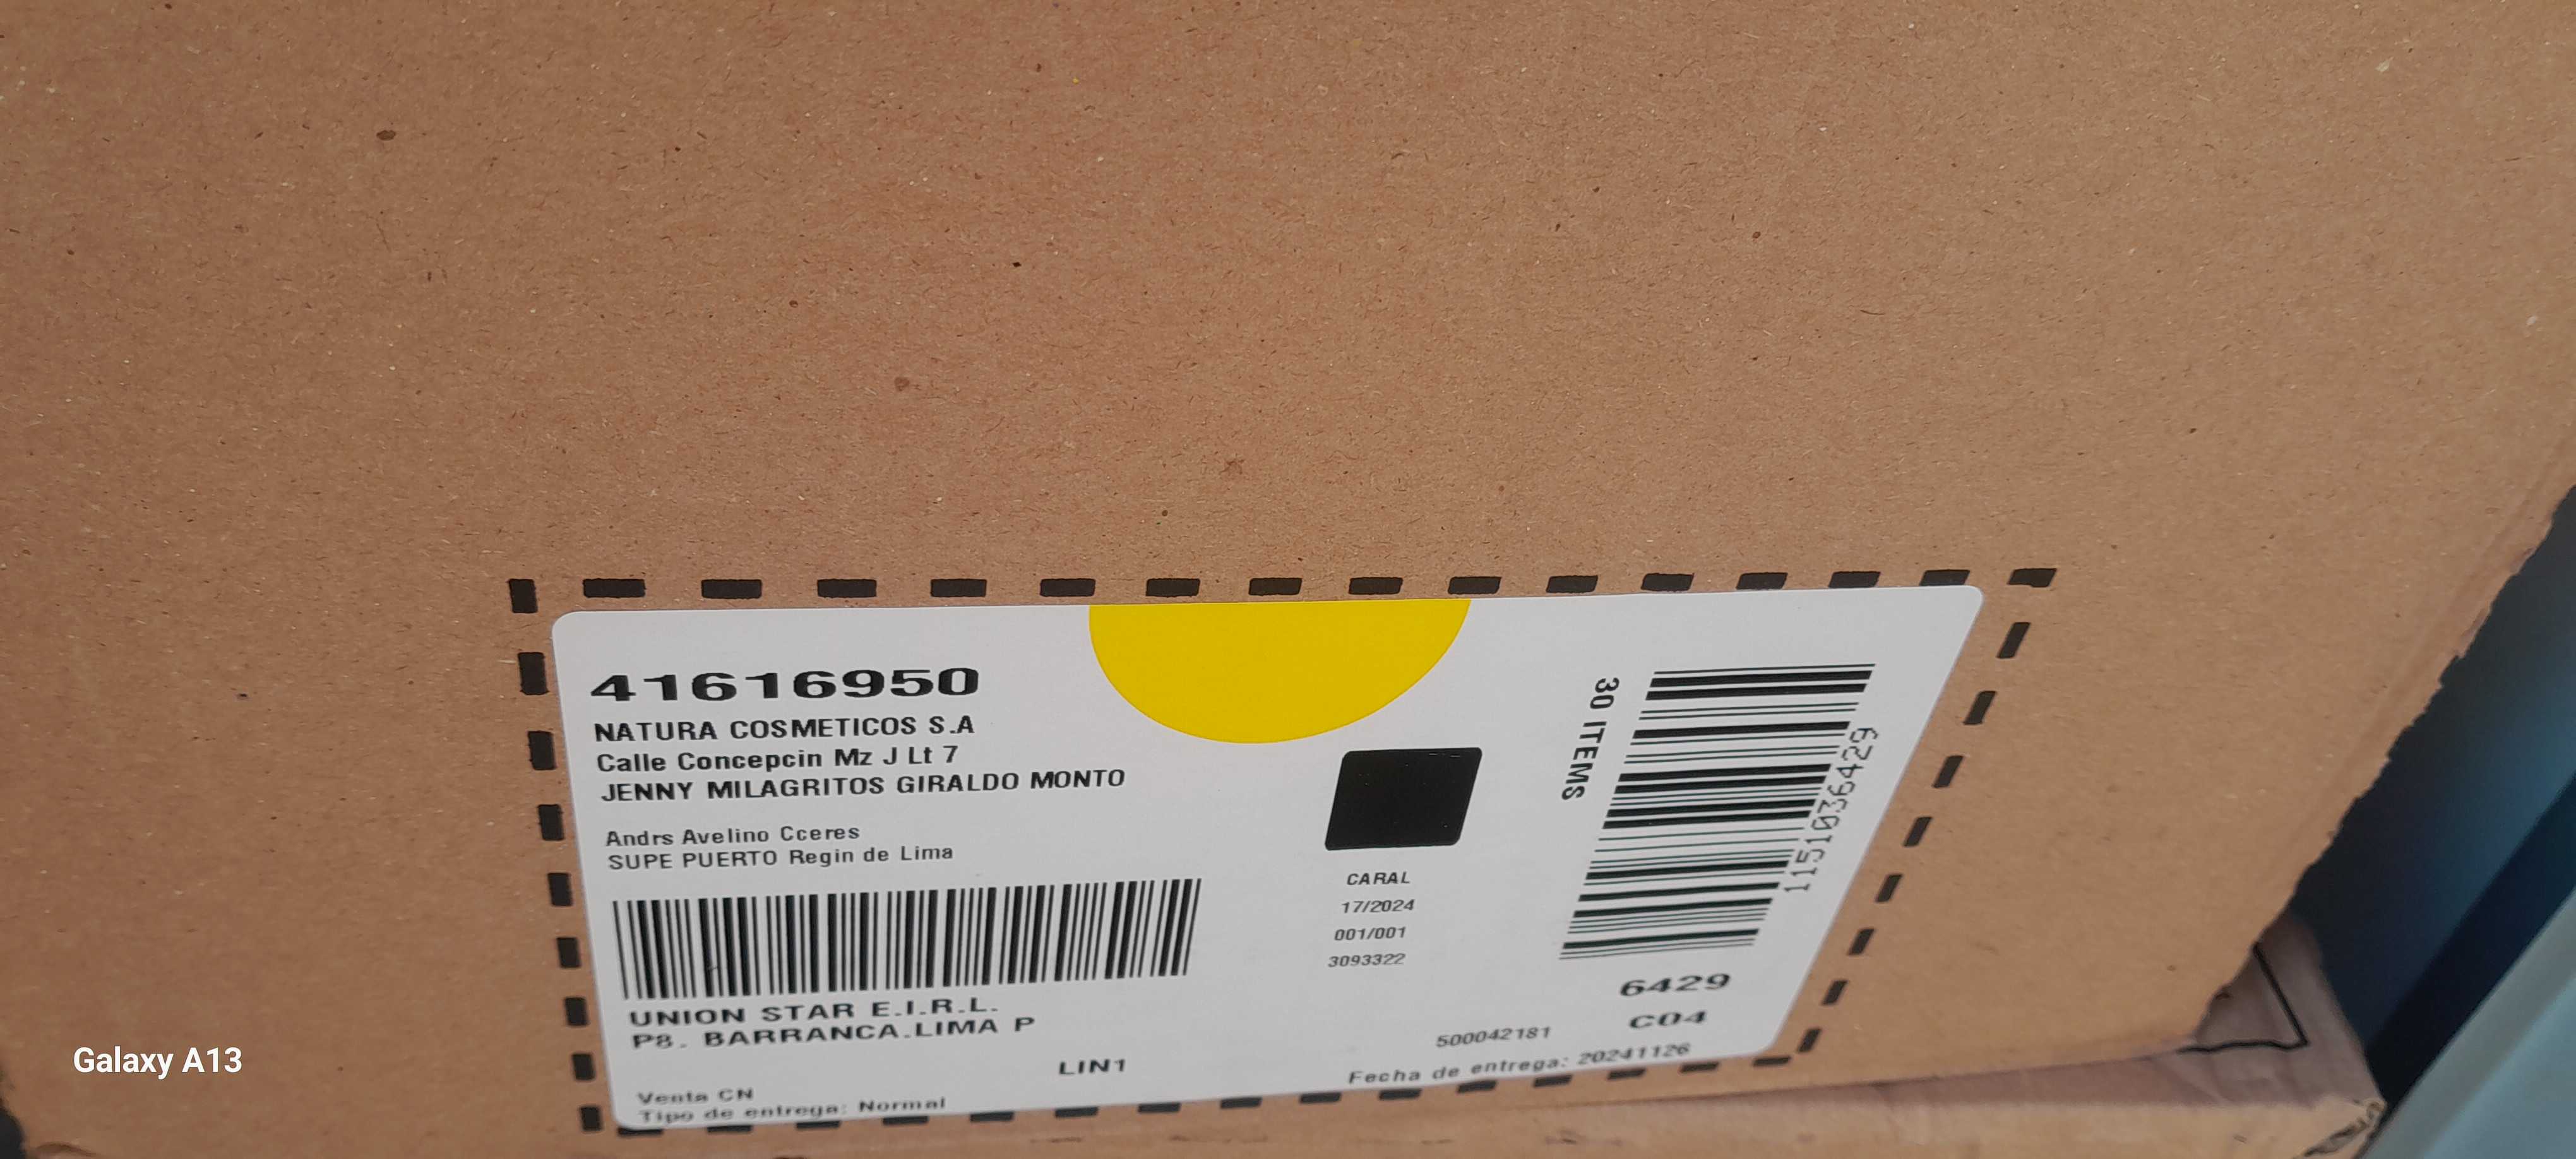 41616950
NATURA COSMETICOS S.A
Calle Concepcin Mz J Lt 7
JENNY MILAGRITOS GIRALDO MONTO
Andrs Avelino Cceres
SUPE PUERTO Regin de Lima
UNION STAR E.I.R.L.
P8. BARRANCA.LIMA P
LIN1
Venta CN
Tipo de entrega: Normal
CARAL
17/2024
001/001
3093322
30 ITEMS
1151036429
6429
C04
500042181
Fecha de entrega: 20241126
Galaxy A13